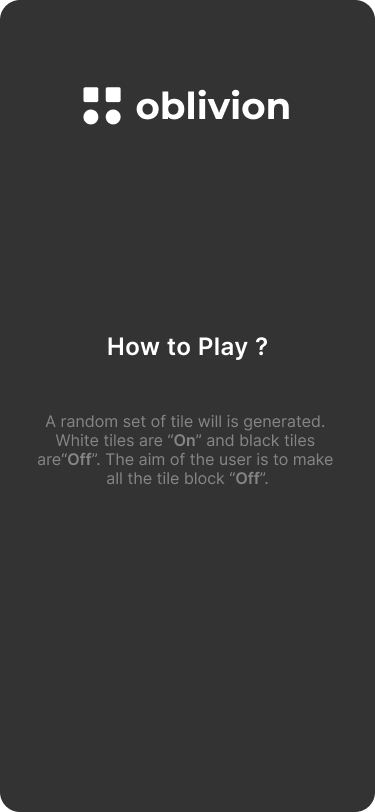 oblivion
How to Play ?
A random set of tile will is generated.
White tiles are “On” and black tiles
are“Off”. The aim of the user is to make
all the tile block “Off”.